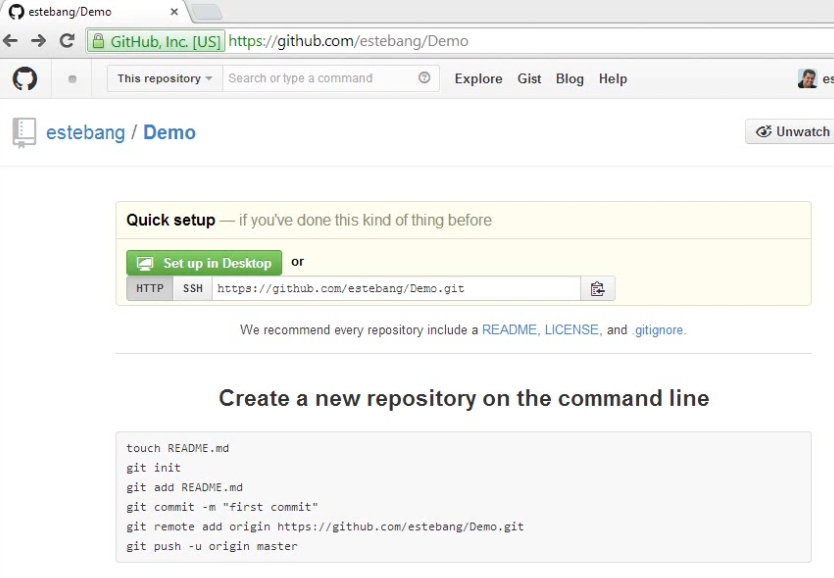 estebang/Demo
GitHub, Inc. [US] https://github.com/estebang/Demo
This repository Search or type a command Explore Gist Blog Help es
estebang / Demo Unwatch
Quick setup — if you've done this kind of thing before
Set up in Desktop or
HTTP SSH https://github.com/estebang/Demo.git
We recommend every repository include a README, LICENSE, and .gitignore.
Create a new repository on the command line
touch README.md
git init
git add README.md
git commit -m "first commit"
git remote add origin https://github.com/estebang/Demo.git
git push -u origin master